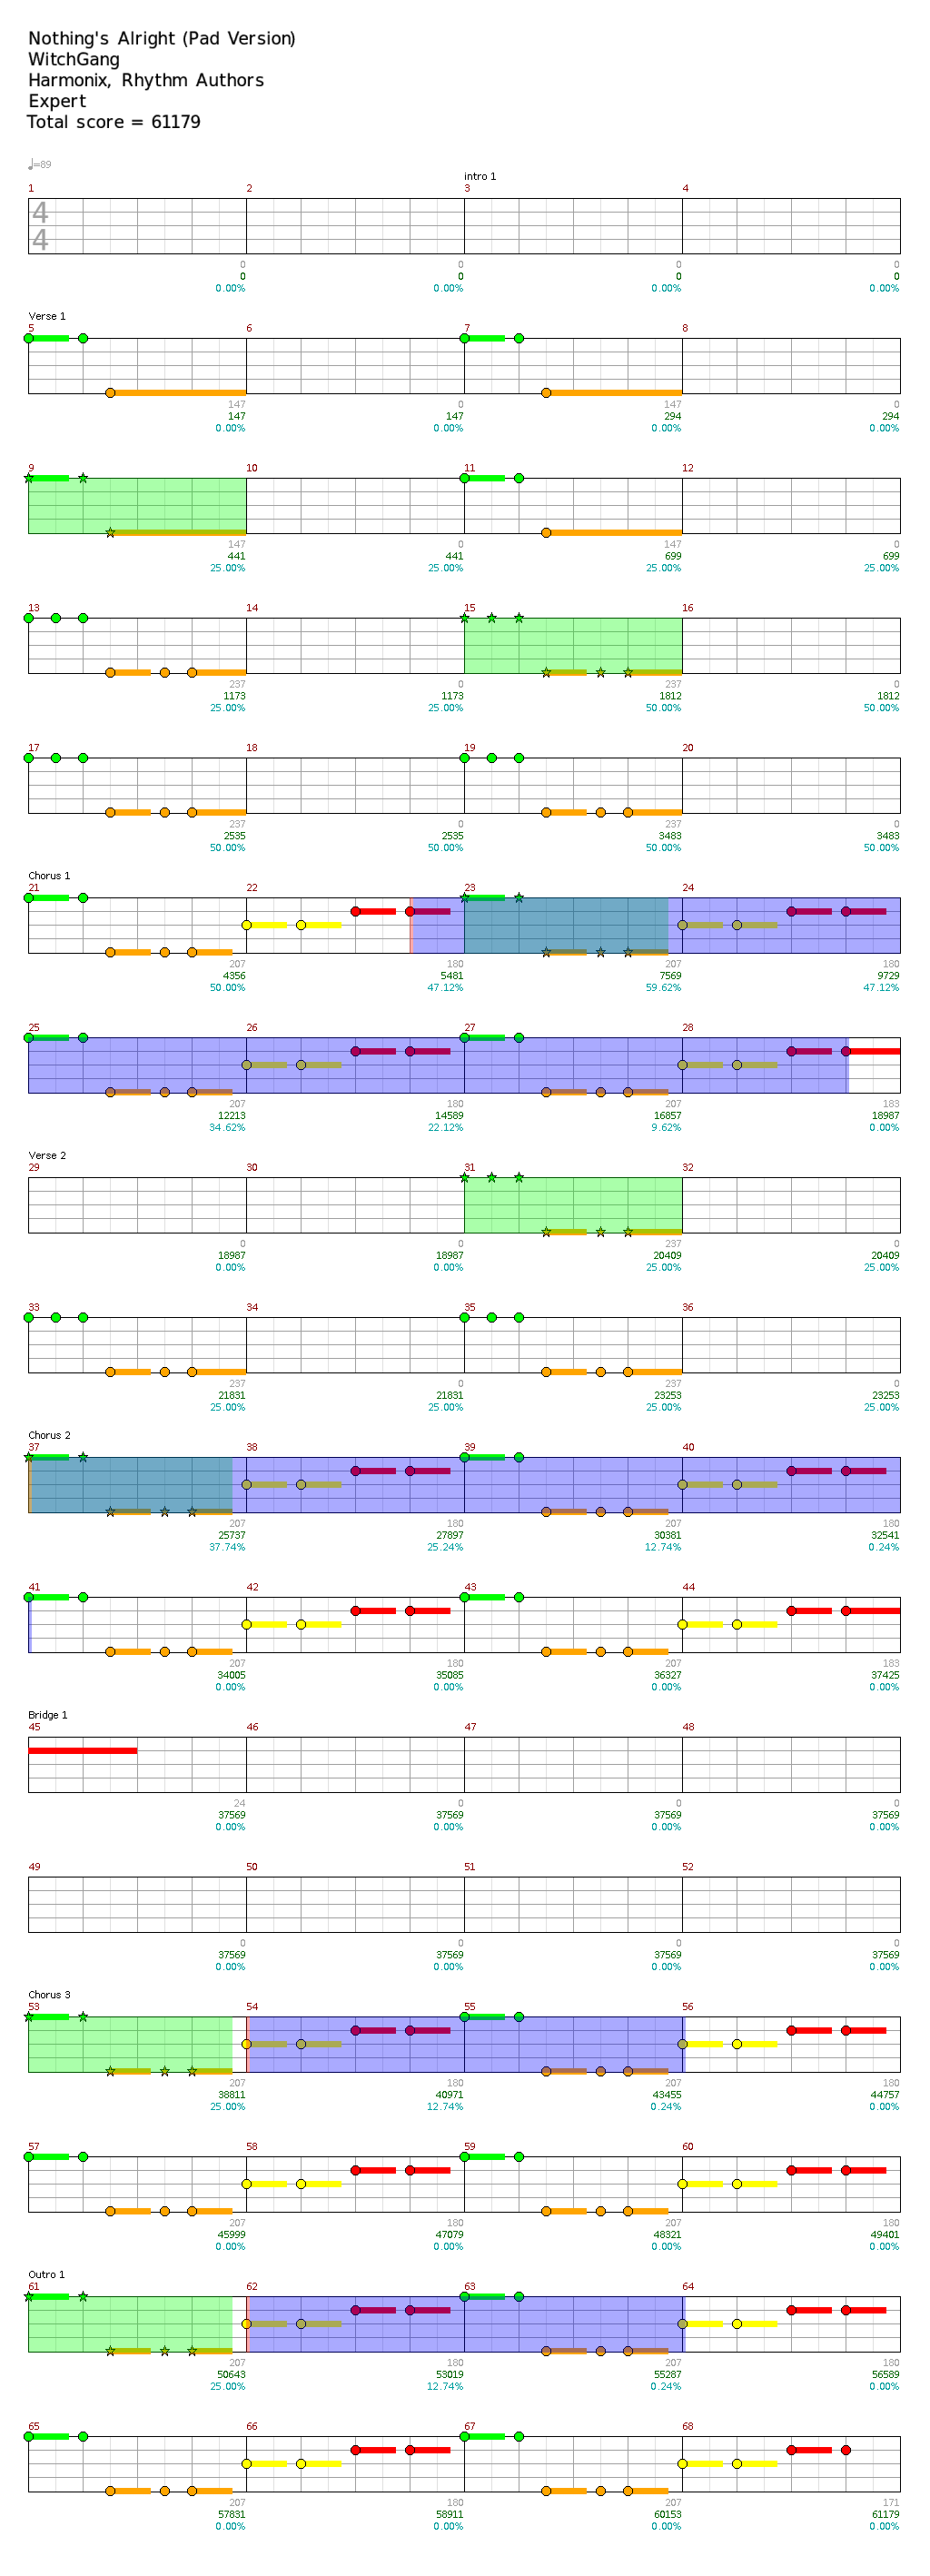 Nothing's Alright (Pad Version)
WitchGang
Harmonix, Rhythm Authors
Expert
Total score = 61179
♩=89
intro 1
1 2 3 4
4
4
0 0 0 0
0 0 0 0
0.00% 0.00% 0.00% 0.00%
Verse 1
5 6 7 8
147 0 147 0
147 147 294 294
0.00% 0.00% 0.00% 0.00%
9 10 11 12
147 0 147 0
441 441 699 699
25.00% 25.00% 25.00% 25.00%
13 14 15 16
237 0 237 0
1173 1173 1812 1812
25.00% 25.00% 50.00% 50.00%
17 18 19 20
237 0 237 0
2535 2535 3483 3483
50.00% 50.00% 50.00% 50.00%
Chorus 1
21 22 23 24
207 180 207 180
4356 5481 7569 9729
50.00% 47.12% 59.62% 47.12%
25 26 27 28
207 180 207 183
12213 14589 16857 18987
34.62% 22.12% 9.62% 0.00%
Verse 2
29 30 31 32
0 0 237 0
18987 18987 20409 20409
0.00% 0.00% 25.00% 25.00%
33 34 35 36
237 0 237 0
21831 21831 23253 23253
25.00% 25.00% 25.00% 25.00%
Chorus 2
37 38 39 40
207 180 207 180
25737 27897 30381 32541
37.74% 25.24% 12.74% 0.24%
41 42 43 44
207 180 207 183
34005 35085 36327 37425
0.00% 0.00% 0.00% 0.00%
Bridge 1
45 46 47 48
24 0 0 0
37569 37569 37569 37569
0.00% 0.00% 0.00% 0.00%
49 50 51 52
0 0 0 0
37569 37569 37569 37569
0.00% 0.00% 0.00% 0.00%
Chorus 3
53 54 55 56
207 180 207 180
38811 40971 43455 44757
25.00% 12.74% 0.24% 0.00%
57 58 59 60
207 180 207 180
45999 47079 48321 49401
0.00% 0.00% 0.00% 0.00%
Outro 1
61 62 63 64
207 180 207 180
50643 53019 55287 56589
25.00% 12.74% 0.24% 0.00%
65 66 67 68
207 180 207 171
57831 58911 60153 61179
0.00% 0.00% 0.00% 0.00%